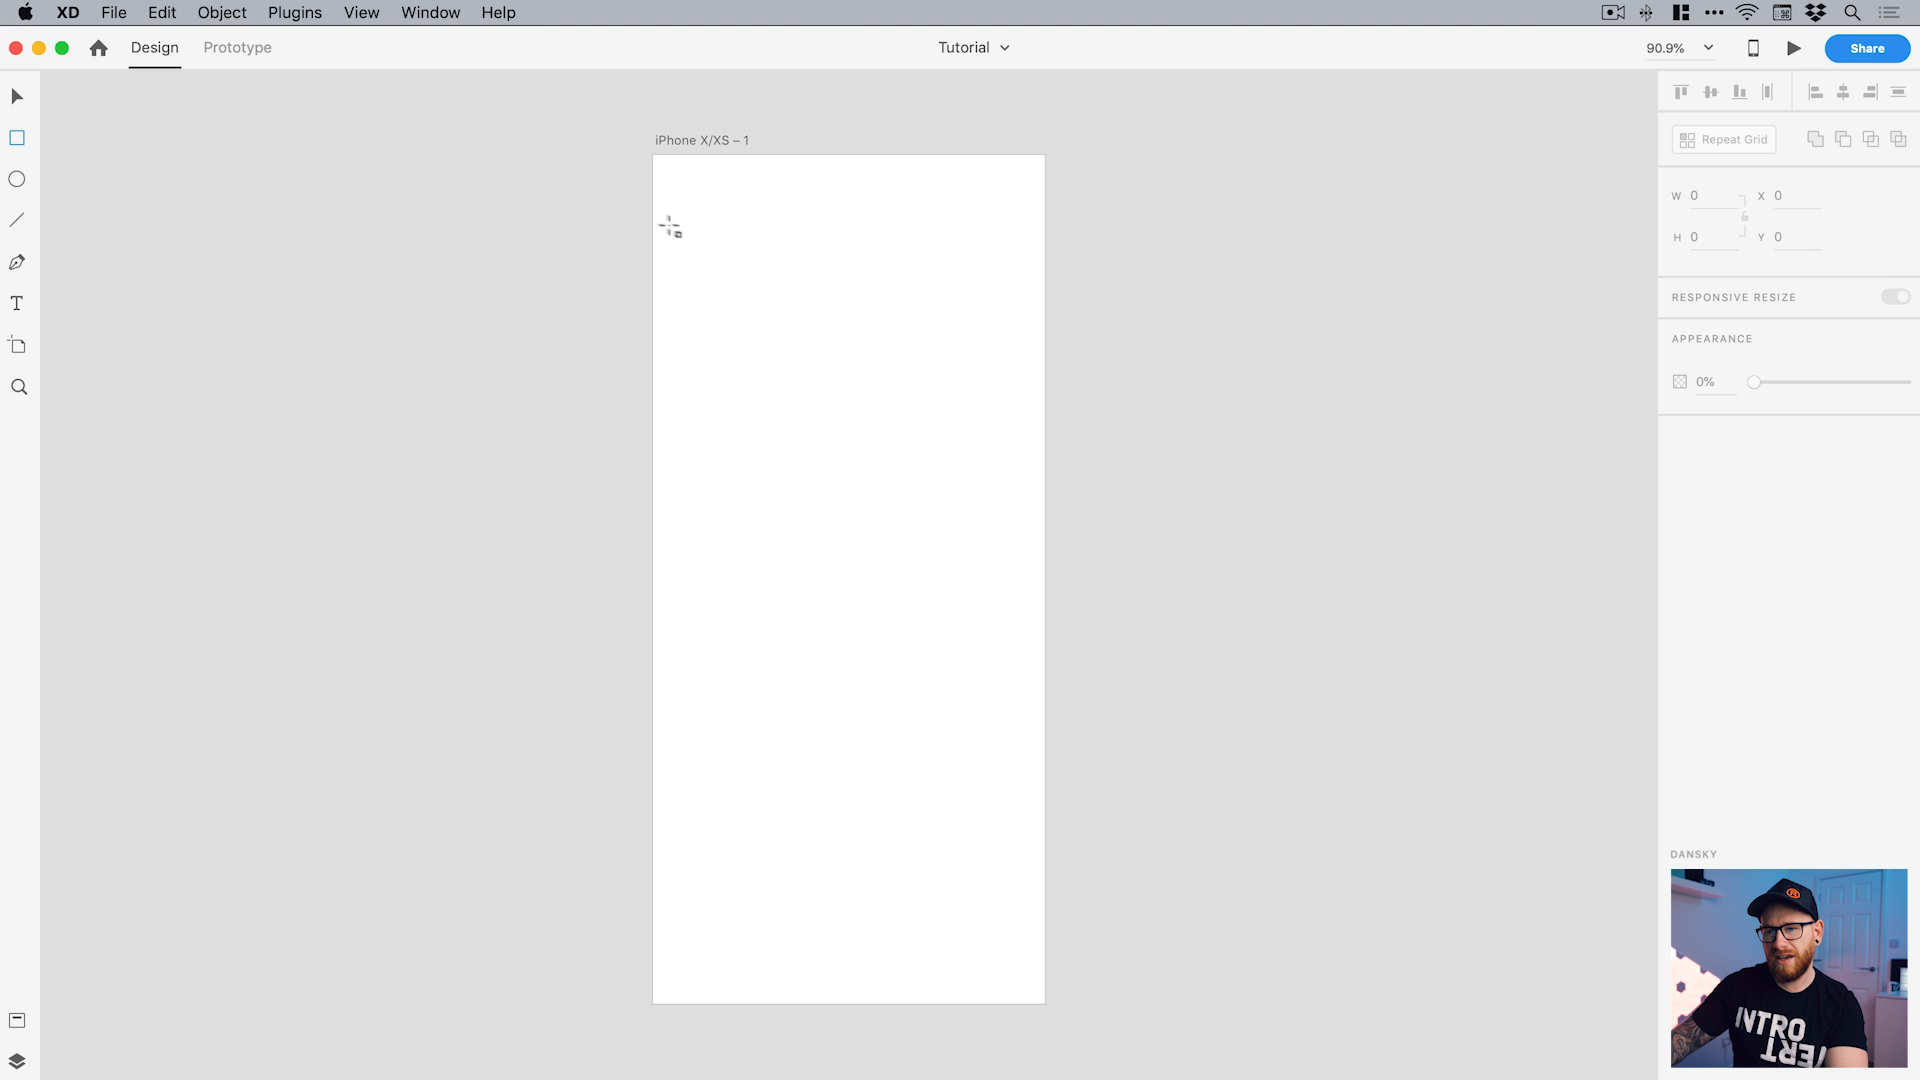 XD File Edit Object Plugins View Window Help
Design Prototype Tutorial 90.9% Share
iPhone X/XS – 1
Repeat Grid
W 0 X 0
H 0 Y 0
RESPONSIVE RESIZE
APPEARANCE
0%
T
DANSKY
INTRO
VERT